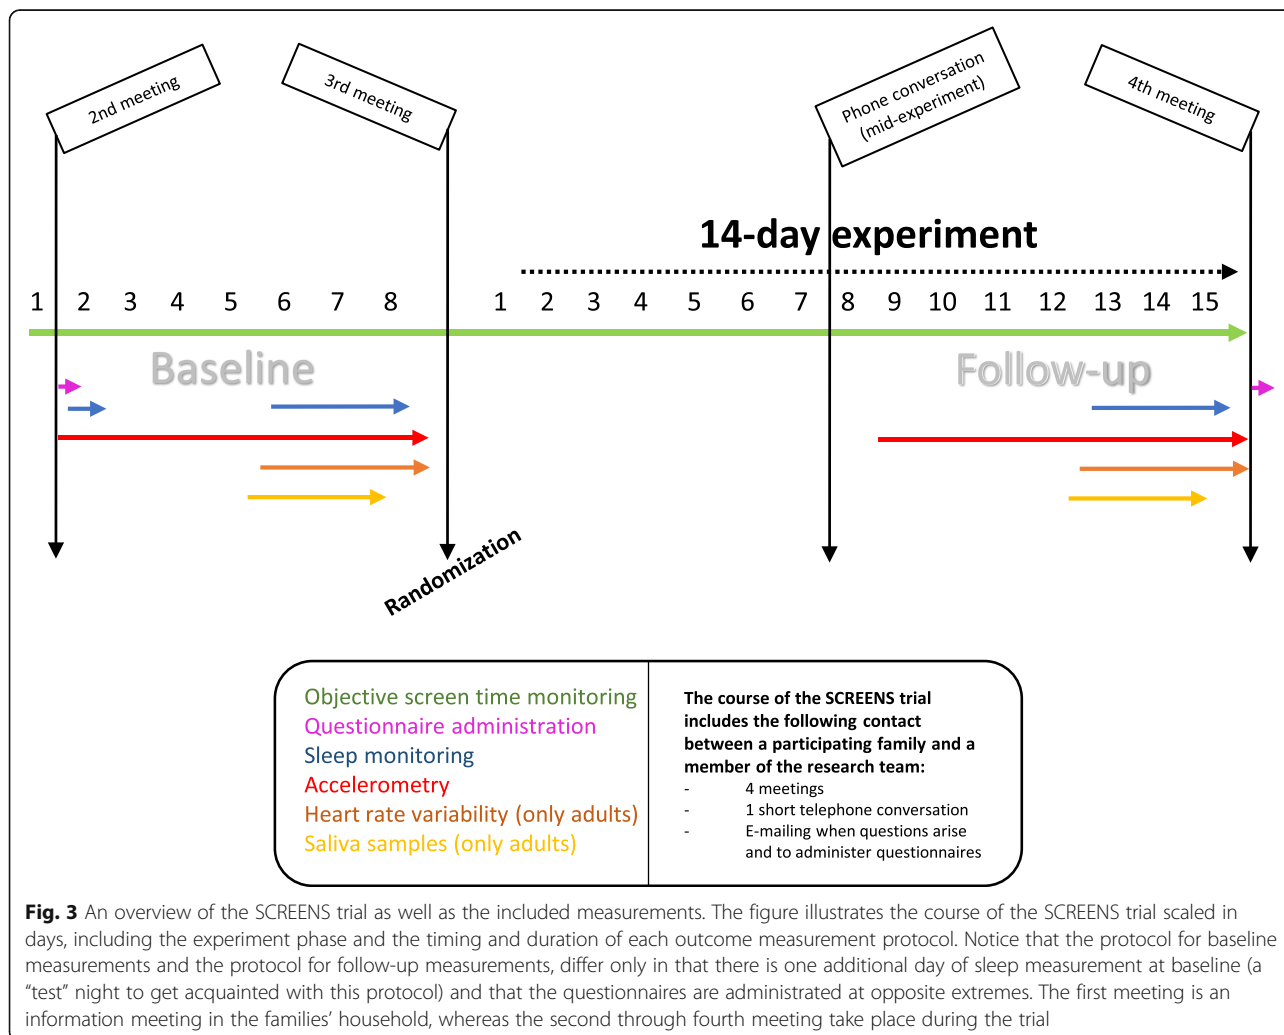 2nd meeting
3rd meeting
Phone conversation
(mid-experiment)
4th meeting
14-day experiment
1 2 3 4 5 6 7 8 1 2 3 4 5 6 7 8 9 10 11 12 13 14 15
Baseline
Follow-up
Randomization
Objective screen time monitoring
Questionnaire administration
Sleep monitoring
Accelerometry
Heart rate variability (only adults)
Saliva samples (only adults)
The course of the SCREENS trial
includes the following contact
between a participating family and a
member of the research team:
- 4 meetings
- 1 short telephone conversation
- E-mailing when questions arise
and to administer questionnaires
Fig. 3 An overview of the SCREENS trial as well as the included measurements. The figure illustrates the course of the SCREENS trial scaled in
days, including the experiment phase and the timing and duration of each outcome measurement protocol. Notice that the protocol for baseline
measurements and the protocol for follow-up measurements, differ only in that there is one additional day of sleep measurement at baseline (a
“test” night to get acquainted with this protocol) and that the questionnaires are administrated at opposite extremes. The first meeting is an
information meeting in the families’ household, whereas the second through fourth meeting take place during the trial